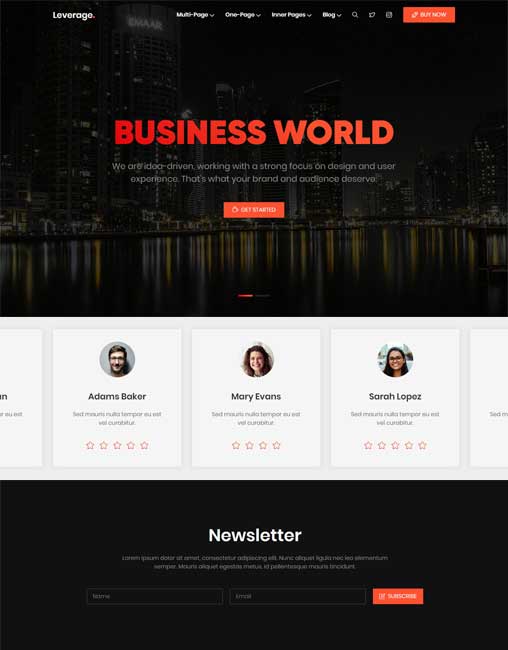 Leverage.
Multi-Page
One-Page
Inner Pages
Blog
BUY NOW
EMAAR
BUSINESS WORLD
We are idea-driven, working with a strong focus on design and user
experience. That's what your brand and audience deserve.
GET STARTED
Adams Baker
Sed mauris nulla tempor eu est
vel curabitur.
Mary Evans
Sed mauris nulla tempor eu est
vel curabitur.
Sarah Lopez
Sed mauris nulla tempor eu est
vel curabitur.
Newsletter
Lorem ipsum dolor sit amet, consectetur adipiscing elit. Nunc aliquet ligula nec leo elementum
semper. Mauris aliquet egestas metus, id pellentesque mauris tincidunt.
Name
Email
SUBSCRIBE